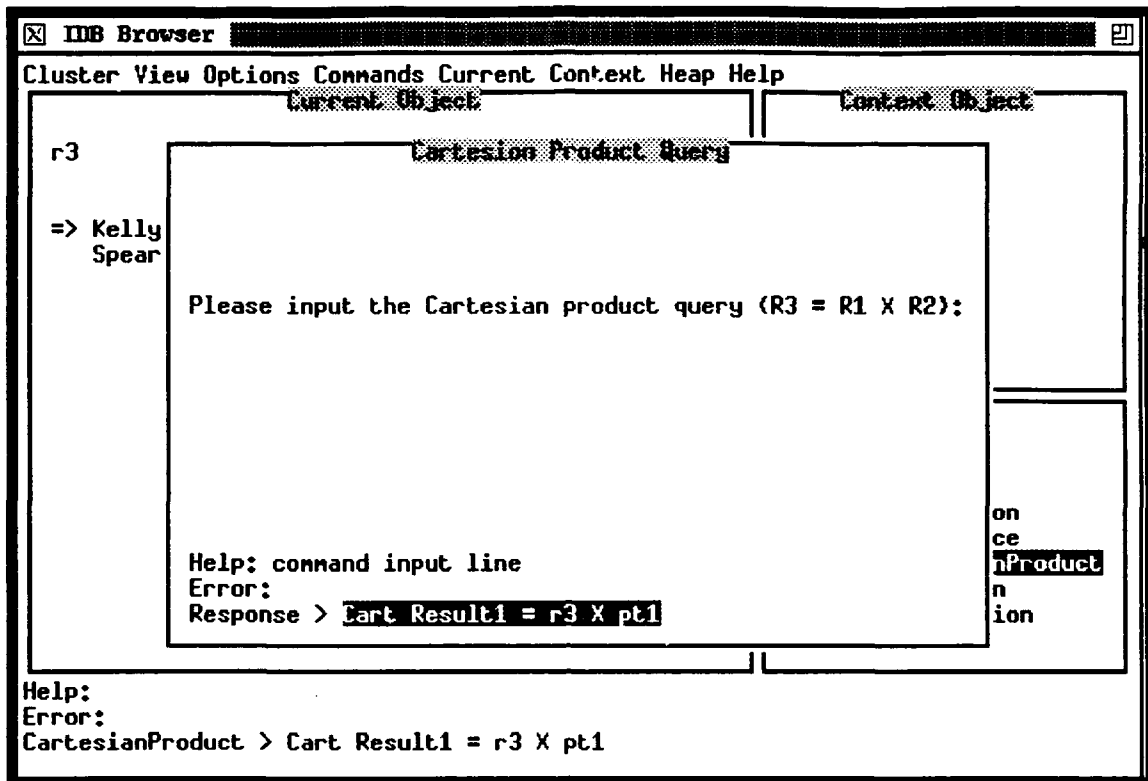 IDB Browser
Cluster View Options Commands Current Context Heap Help
Current Object
Context Object
r3
Cartesion Product Query
=> Kelly
Spear
Please input the Cartesian product query (R3 = R1 X R2):
on
ce
Help: command input line
nProduct
Error:
n
Response > Cart Result1 = r3 X pt1
ion
Help:
Error:
CartesianProduct > Cart Result1 = r3 X pt1